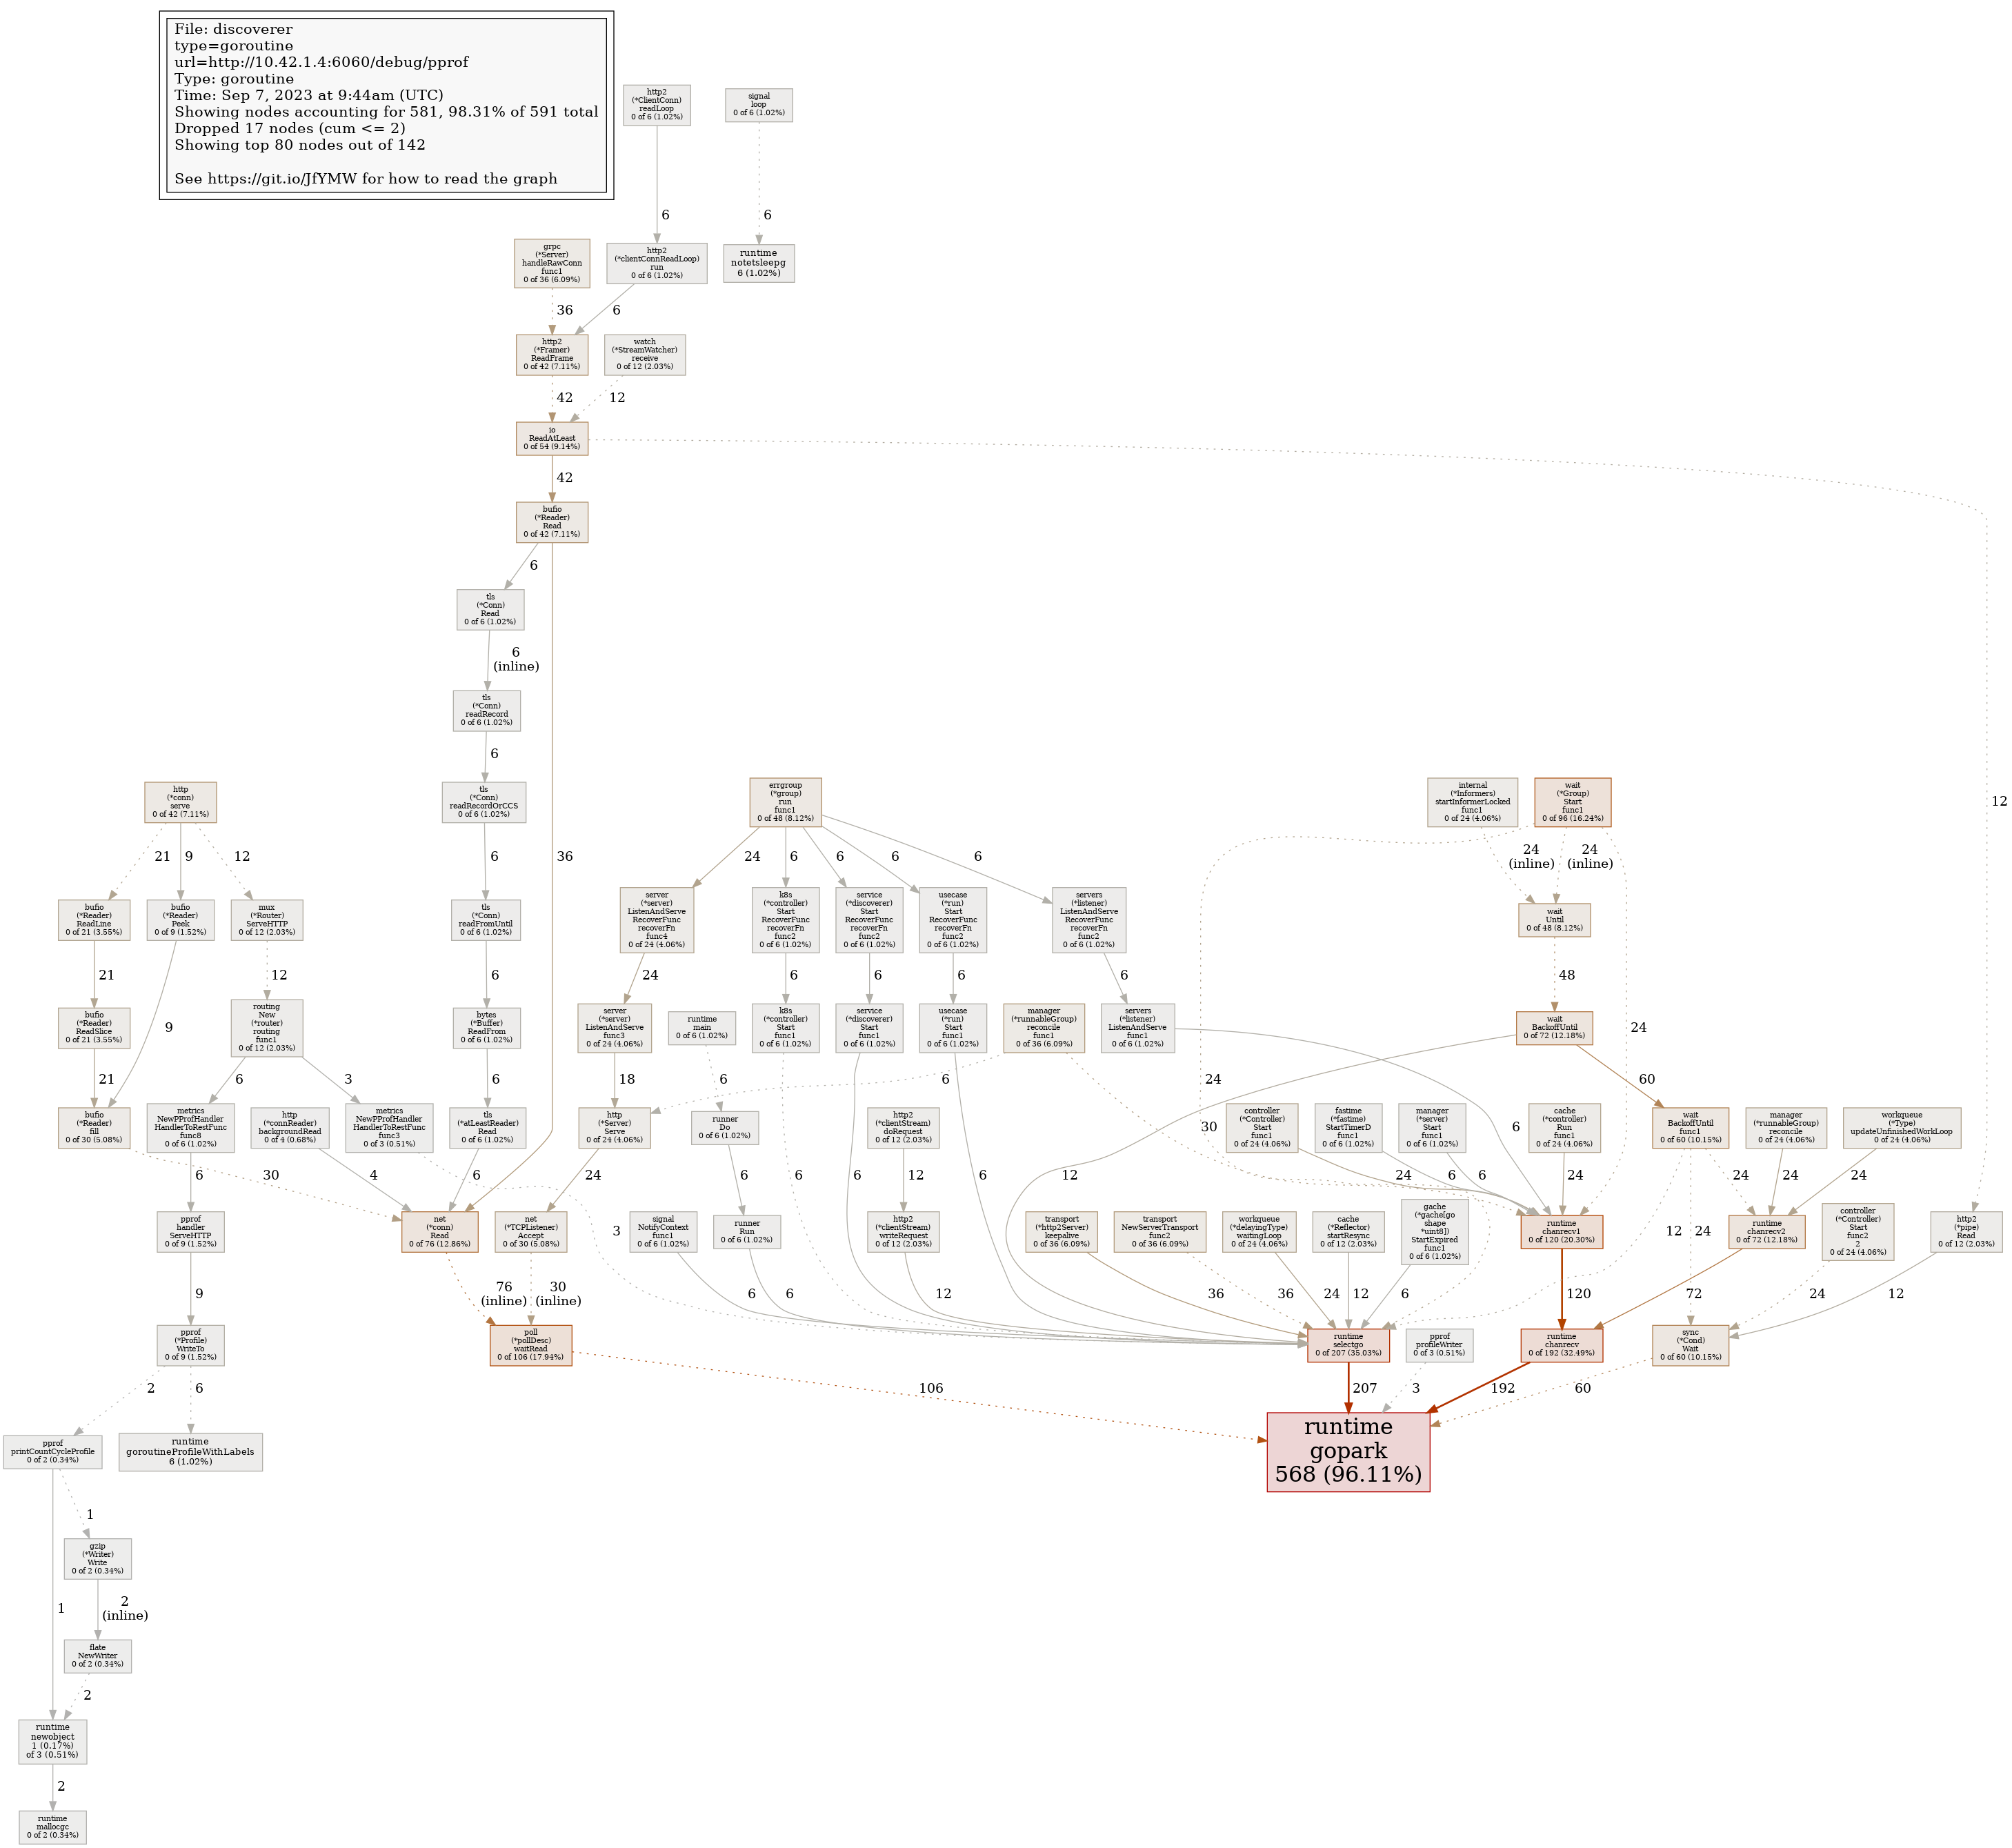 File: discoverer
type=goroutine
url=http://10.42.1.4:6060/debug/pprof
Type: goroutine
Time: Sep 7, 2023 at 9:44am (UTC)
Showing nodes accounting for 581, 98.31% of 591 total
Dropped 17 nodes (cum <= 2)
Showing top 80 nodes out of 142
See https://git.io/JfYMW for how to read the graph
http2
(*ClientConn)
readLoop
0 of 6 (1.02%)
signal
loop
0 of 6 (1.02%)
6
6
grpc
(*Server)
handleRawConn
func1
0 of 36 (6.09%)
http2
(*clientConnReadLoop)
run
0 of 6 (1.02%)
runtime
notetsleepg
6 (1.02%)
36
6
http2
(*Framer)
ReadFrame
0 of 42 (7.11%)
watch
(*StreamWatcher)
receive
0 of 12 (2.03%)
42
12
io
ReadAtLeast
0 of 54 (9.14%)
42
12
bufio
(*Reader)
Read
0 of 42 (7.11%)
6
36
tls
(*Conn)
Read
0 of 6 (1.02%)
6
(inline)
tls
(*Conn)
readRecord
0 of 6 (1.02%)
6
http
(*conn)
serve
0 of 42 (7.11%)
tls
(*Conn)
readRecordOrCCS
0 of 6 (1.02%)
errgroup
(*group)
run
func1
0 of 48 (8.12%)
internal
(*Informers)
startInformerLocked
func1
0 of 24 (4.06%)
wait
(*Group)
Start
func1
0 of 96 (16.24%)
21
9
12
6
24
6
6
6
6
24
(inline)
24
(inline)
24
24
bufio
(*Reader)
ReadLine
0 of 21 (3.55%)
bufio
(*Reader)
Peek
0 of 9 (1.52%)
mux
(*Router)
ServeHTTP
0 of 12 (2.03%)
tls
(*Conn)
readFromUntil
0 of 6 (1.02%)
server
(*server)
ListenAndServe
RecoverFunc
recoverFn
func4
0 of 24 (4.06%)
k8s
(*controller)
Start
RecoverFunc
recoverFn
func2
0 of 6 (1.02%)
service
(*discoverer)
Start
RecoverFunc
recoverFn
func2
0 of 6 (1.02%)
usecase
(*run)
Start
RecoverFunc
recoverFn
func2
0 of 6 (1.02%)
servers
(*listener)
ListenAndServe
RecoverFunc
recoverFn
func2
0 of 6 (1.02%)
wait
Until
0 of 48 (8.12%)
21
9
12
6
24
6
6
6
6
48
bufio
(*Reader)
ReadSlice
0 of 21 (3.55%)
routing
New
(*router)
routing
func1
0 of 12 (2.03%)
bytes
(*Buffer)
ReadFrom
0 of 6 (1.02%)
server
(*server)
ListenAndServe
func3
0 of 24 (4.06%)
runtime
main
0 of 6 (1.02%)
k8s
(*controller)
Start
func1
0 of 6 (1.02%)
service
(*discoverer)
Start
func1
0 of 6 (1.02%)
usecase
(*run)
Start
func1
0 of 6 (1.02%)
manager
(*runnableGroup)
reconcile
func1
0 of 36 (6.09%)
servers
(*listener)
ListenAndServe
func1
0 of 6 (1.02%)
wait
BackoffUntil
0 of 72 (12.18%)
21
6
3
6
18
6
6
30
12
6
60
bufio
(*Reader)
fill
0 of 30 (5.08%)
metrics
NewPProfHandler
HandlerToRestFunc
func8
0 of 6 (1.02%)
http
(*connReader)
backgroundRead
0 of 4 (0.68%)
metrics
NewPProfHandler
HandlerToRestFunc
func3
0 of 3 (0.51%)
tls
(*atLeastReader)
Read
0 of 6 (1.02%)
http
(*Server)
Serve
0 of 24 (4.06%)
runner
Do
0 of 6 (1.02%)
http2
(*clientStream)
doRequest
0 of 12 (2.03%)
controller
(*Controller)
Start
func1
0 of 24 (4.06%)
fastime
(*fastime)
StartTimerD
func1
0 of 6 (1.02%)
manager
(*server)
Start
func1
0 of 6 (1.02%)
cache
(*controller)
Run
func1
0 of 24 (4.06%)
wait
BackoffUntil
func1
0 of 60 (10.15%)
manager
(*runnableGroup)
reconcile
0 of 24 (4.06%)
workqueue
(*Type)
updateUnfinishedWorkLoop
0 of 24 (4.06%)
30
6
4
3
6
24
6
6
6
12
6
24
6
6
24
12
24
24
24
24
pprof
handler
ServeHTTP
0 of 9 (1.52%)
net
(*conn)
Read
0 of 76 (12.86%)
net
(*TCPListener)
Accept
0 of 30 (5.08%)
signal
NotifyContext
func1
0 of 6 (1.02%)
runner
Run
0 of 6 (1.02%)
http2
(*clientStream)
writeRequest
0 of 12 (2.03%)
transport
(*http2Server)
keepalive
0 of 36 (6.09%)
transport
NewServerTransport
func2
0 of 36 (6.09%)
workqueue
(*delayingType)
waitingLoop
0 of 24 (4.06%)
cache
(*Reflector)
startResync
0 of 12 (2.03%)
gache
(*gache[go
shape
*uint8])
StartExpired
func1
0 of 6 (1.02%)
runtime
chanrecv1
0 of 120 (20.30%)
runtime
chanrecv2
0 of 72 (12.18%)
controller
(*Controller)
Start
func2
2
0 of 24 (4.06%)
http2
(*pipe)
Read
0 of 12 (2.03%)
9
76
(inline)
30
(inline)
6
6
12
36
36
24
12
6
120
72
24
12
pprof
(*Profile)
WriteTo
0 of 9 (1.52%)
poll
(*pollDesc)
waitRead
0 of 106 (17.94%)
runtime
selectgo
0 of 207 (35.03%)
pprof
profileWriter
0 of 3 (0.51%)
runtime
chanrecv
0 of 192 (32.49%)
sync
(*Cond)
Wait
0 of 60 (10.15%)
2
6
106
207
3
192
60
pprof
printCountCycleProfile
0 of 2 (0.34%)
runtime
goroutineProfileWithLabels
6 (1.02%)
runtime
gopark
568 (96.11%)
1
1
gzip
(*Writer)
Write
0 of 2 (0.34%)
2
(inline)
flate
NewWriter
0 of 2 (0.34%)
2
runtime
newobject
1 (0.17%)
of 3 (0.51%)
2
runtime
mallocgc
0 of 2 (0.34%)